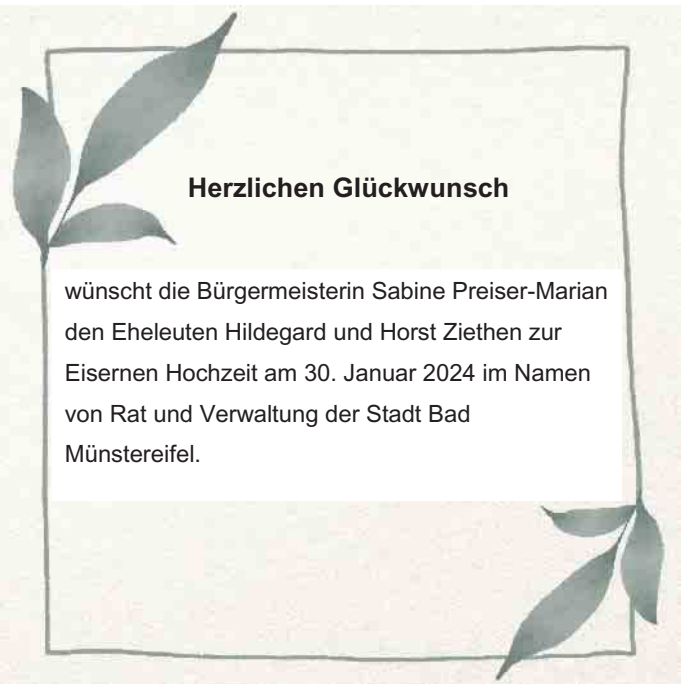 Herzlichen Glückwunsch
wünscht die Bürgermeisterin Sabine Preiser-Marian
den Eheleuten Hildegard und Horst Ziethen zur
Eisernen Hochzeit am 30. Januar 2024 im Namen
von Rat und Verwaltung der Stadt Bad
Münstereifel.